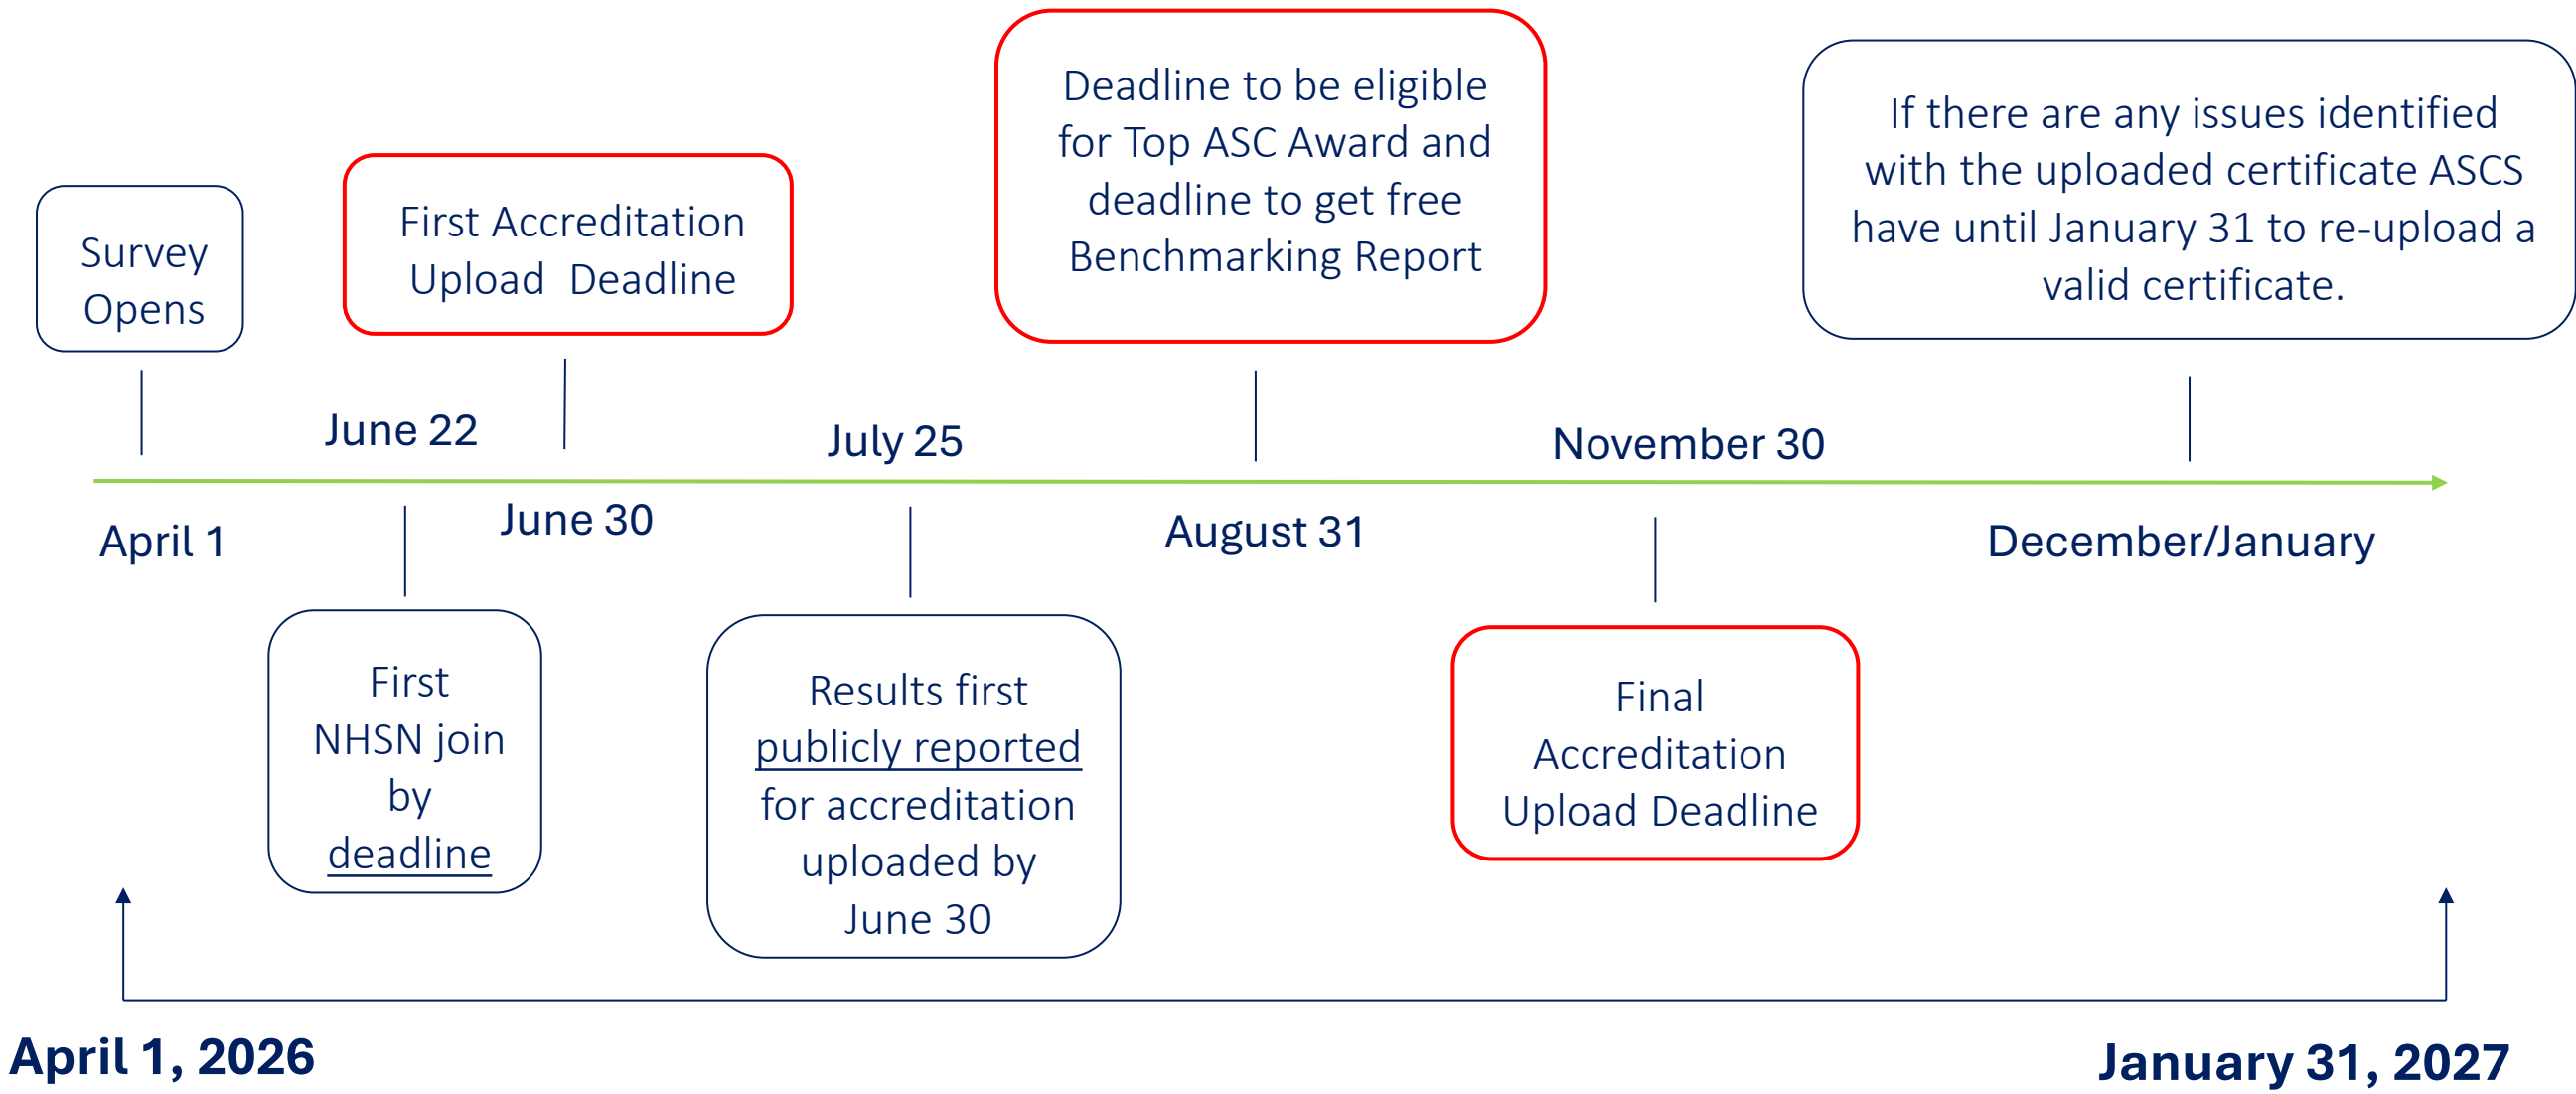 Survey
Opens
First Accreditation
Upload  Deadline
Deadline to be eligible
for Top ASC Award and
deadline to get free
Benchmarking Report
If there are any issues identified
with the uploaded certificate ASCS
have until January 31 to re-upload a
valid certificate.
June 22
July 25
November 30
April 1
June 30
August 31
December/January
First
NHSN join
by
deadline
Results first
publicly reported
for accreditation
uploaded by
June 30
Final
Accreditation
Upload Deadline
April 1, 2026
January 31, 2027